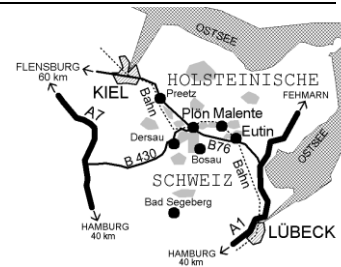 OSTSEE
FLENSBURG
60 km
KIEL
HOLSTEINISCHE
FEHMARN
Bahn
Preetz
A7
Plön
Malente
Eutin
OSTSEE
Dersau
B 430
B76
Bosau
Bahn
SCHWEIZ
Bad Segeberg
A1
LÜBECK
HAMBURG
40 km
HAMBURG
40 km